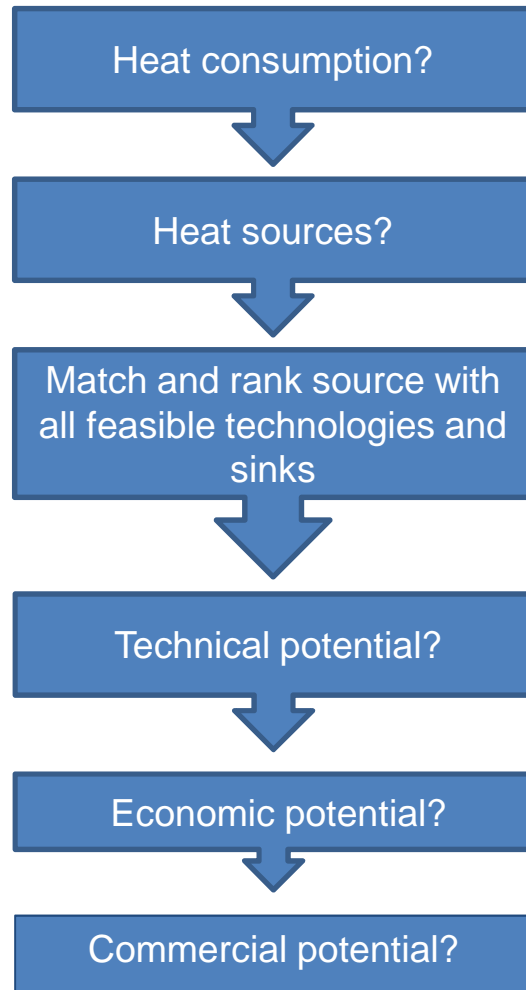 Heat consumption?
Heat sources?
Match and rank source with
all feasible technologies and
sinks
Technical potential?
Economic potential?
Commercial potential?